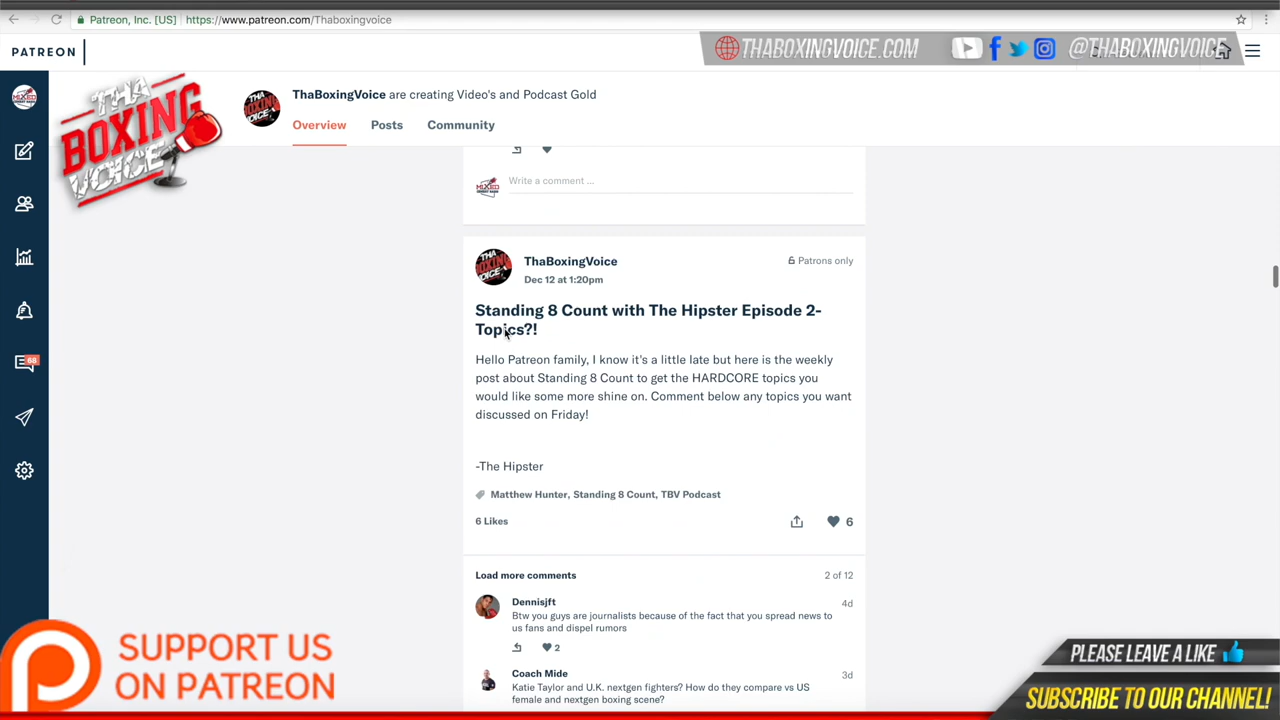 Patreon, Inc. [US]
https://www.patreon.com/Thaboxingvoice
PATREON
THABOXINGVOICE.COM
@THABOXINGVOICE
THA
BOXING
VOICE
ThaBoxingVoice are creating Video's and Podcast Gold
Overview
Posts
Community
Write a comment ...
ThaBoxingVoice
Patrons only
Dec 12 at 1:20pm
Standing 8 Count with The Hipster Episode 2-
Topics?!
Hello Patreon family, I know it's a little late but here is the weekly
post about Standing 8 Count to get the HARDCORE topics you
would like some more shine on. Comment below any topics you want
discussed on Friday!
-The Hipster
Matthew Hunter, Standing 8 Count, TBV Podcast
6 Likes
6
Load more comments
2 of 12
Dennisjft
4d
Btw you guys are journalists because of the fact that you spread news to
us fans and dispel rumors
2
Coach Mide
3d
Katie Taylor and U.K. nextgen fighters? How do they compare vs US
female and nextgen boxing scene?
68
SUPPORT US
ON PATREON
PLEASE LEAVE A LIKE
SUBSCRIBE TO OUR CHANNEL!